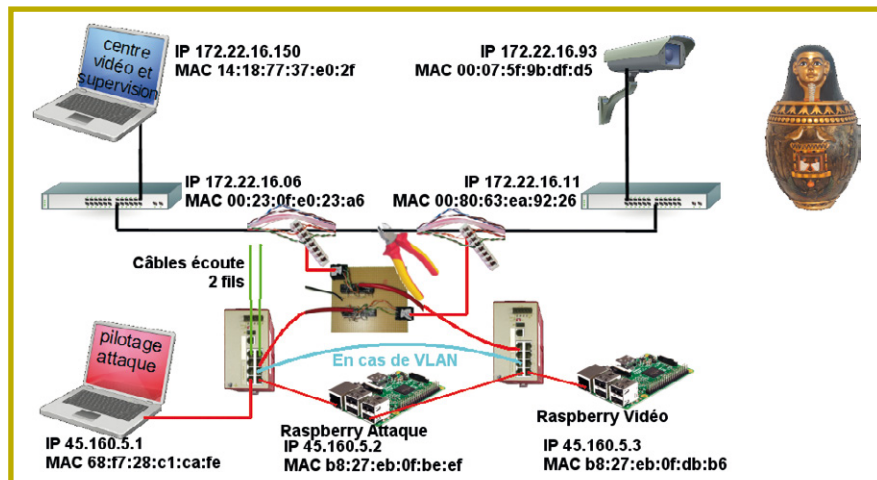 centre
vidéo et
supervision
IP 172.22.16.150
MAC 14:18:77:37:e0:2f
IP 172.22.16.93
MAC 00:07:5f:9b:df:d5
IP 172.22.16.06
MAC 00:23:0f:e0:23:a6
IP 172.22.16.11
MAC 00:80:63:ea:92:26
Câbles écoute
2 fils
pilotage
attaque
En cas de VLAN
IP 45.160.5.1
MAC 68:f7:28:c1:ca:fe
Raspberry Attaque
IP 45.160.5.2
MAC b8:27:eb:0f:be:ef
Raspberry Vidéo
IP 45.160.5.3
MAC b8:27:eb:0f:db:b6